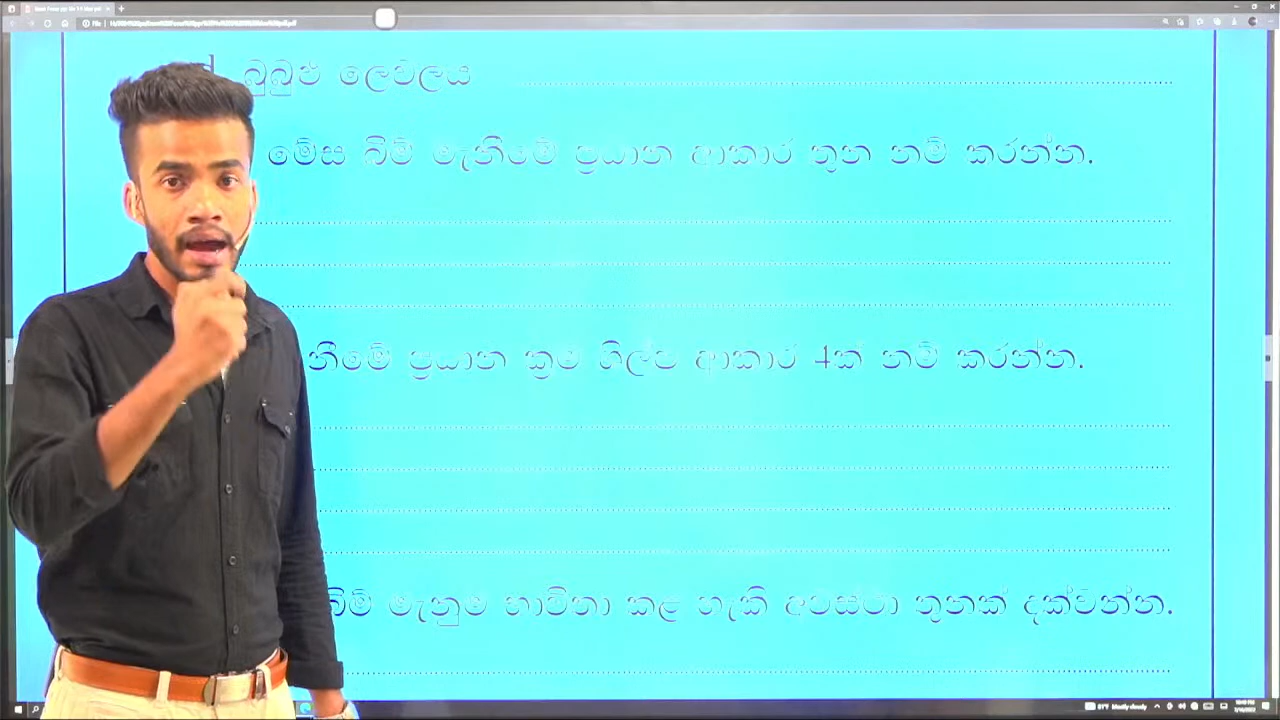 බුබුළු ලෙවලය
මේස බිම් මැනීමේ ප්‍රධාන ආකාර තුන නම් කරන්න.
නීමේ ප්‍රධාන ක්‍රම ශිල්ප ආකාර 4ක් නම් කරන්න.
බිම් මැනුම භාවිතා කළ හැකි අවස්ථා තුනක් දක්වන්න.